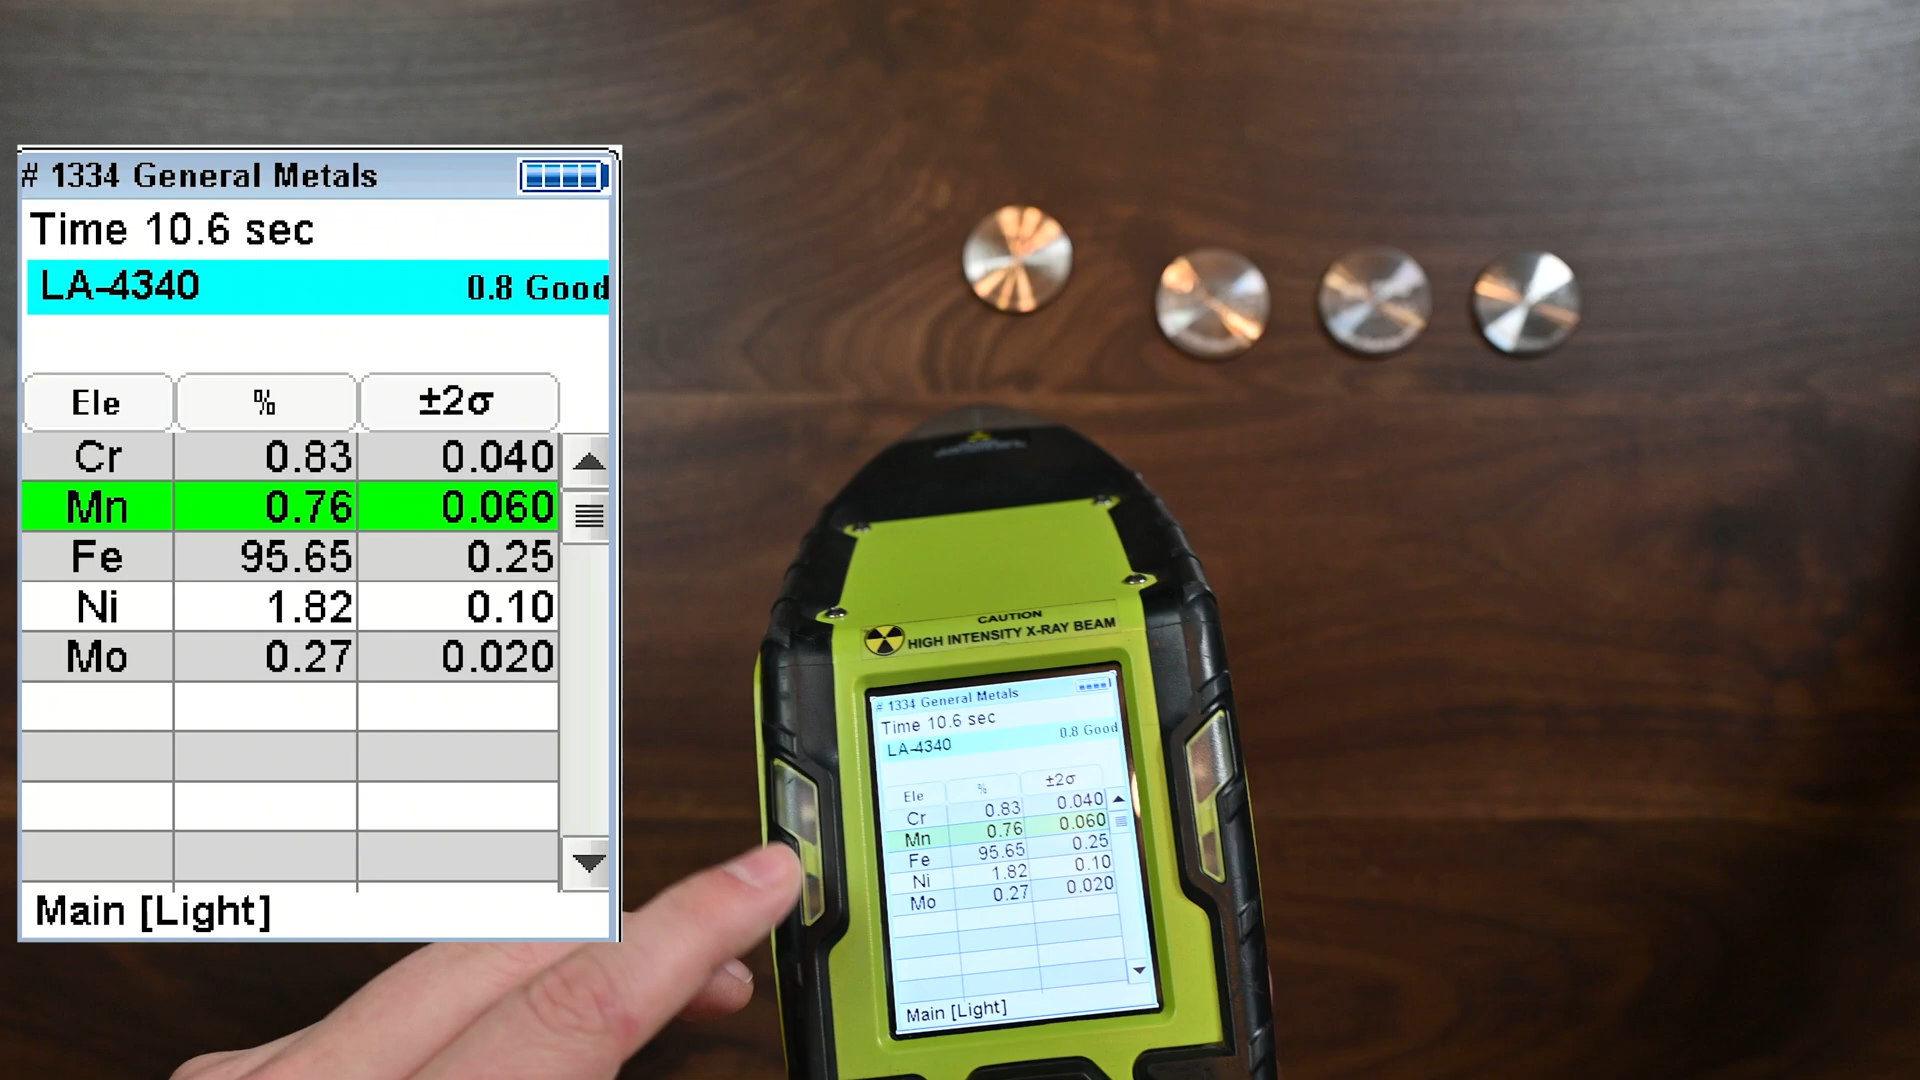 # 1334 General Metals
Time 10.6 sec
LA-4340 0.8 Good
Ele % ±2σ
Cr 0.83 0.040
Mn 0.76 0.060
Fe 95.65 0.25
Ni 1.82 0.10
Mo 0.27 0.020
Main [Light]
CAUTION
HIGH INTENSITY X-RAY BEAM
# 1334 General Metals
Time 10.6 sec
LA-4340 0.8 Good
Ele % ±2σ
Cr 0.83 0.040
Mn 0.76 0.060
Fe 95.65 0.25
Ni 1.82 0.10
Mo 0.27 0.020
Main [Light]